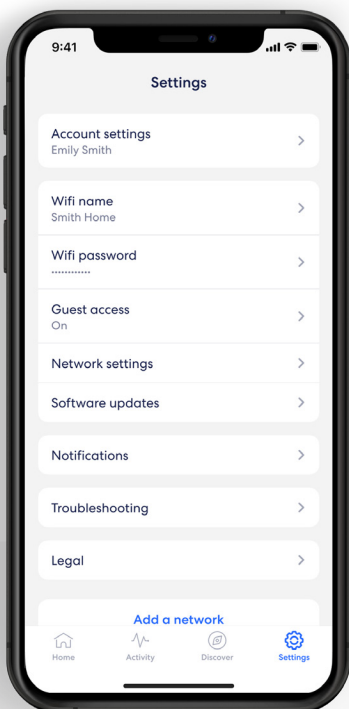 9:41
Settings
Account settings
Emily Smith
Wifi name
Smith Home
Wifi password
••••••••••••
Guest access
On
Network settings
Software updates
Notifications
Troubleshooting
Legal
Add a network
Home Activity Discover Settings